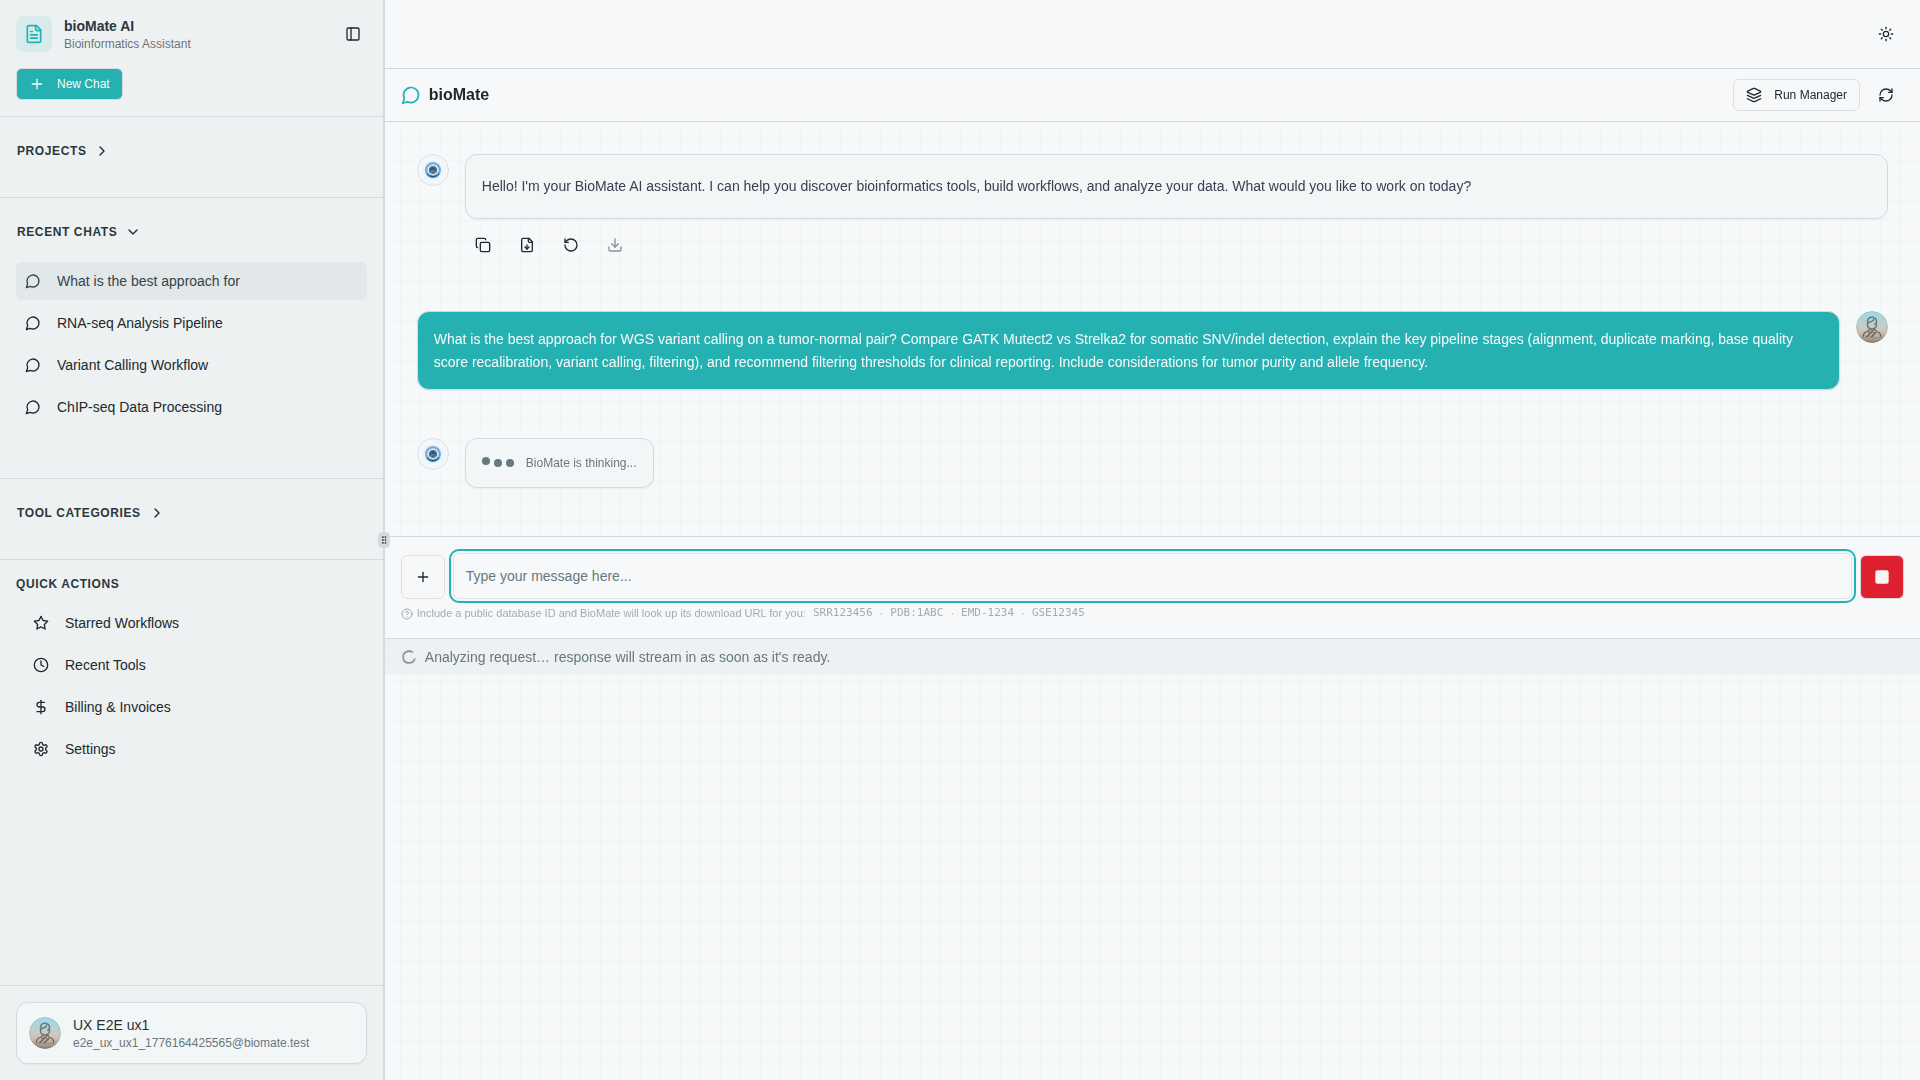 bioMate AI
Bioinformatics Assistant
New Chat
PROJECTS
RECENT CHATS
What is the best approach for
RNA-seq Analysis Pipeline
Variant Calling Workflow
ChIP-seq Data Processing
TOOL CATEGORIES
QUICK ACTIONS
Starred Workflows
Recent Tools
Billing & Invoices
Settings
UX E2E ux1
e2e_ux_ux1_1776164425565@biomate.test
bioMate
Run Manager
Hello! I'm your BioMate AI assistant. I can help you discover bioinformatics tools, build workflows, and analyze your data. What would you like to work on today?
What is the best approach for WGS variant calling on a tumor-normal pair? Compare GATK Mutect2 vs Strelka2 for somatic SNV/indel detection, explain the key pipeline stages (alignment, duplicate marking, base quality
score recalibration, variant calling, filtering), and recommend filtering thresholds for clinical reporting. Include considerations for tumor purity and allele frequency.
BioMate is thinking...
Type your message here...
Include a public database ID and BioMate will look up its download URL for you: SRR123456 · PDB:1ABC · EMD-1234 · GSE12345
Analyzing request… response will stream in as soon as it's ready.